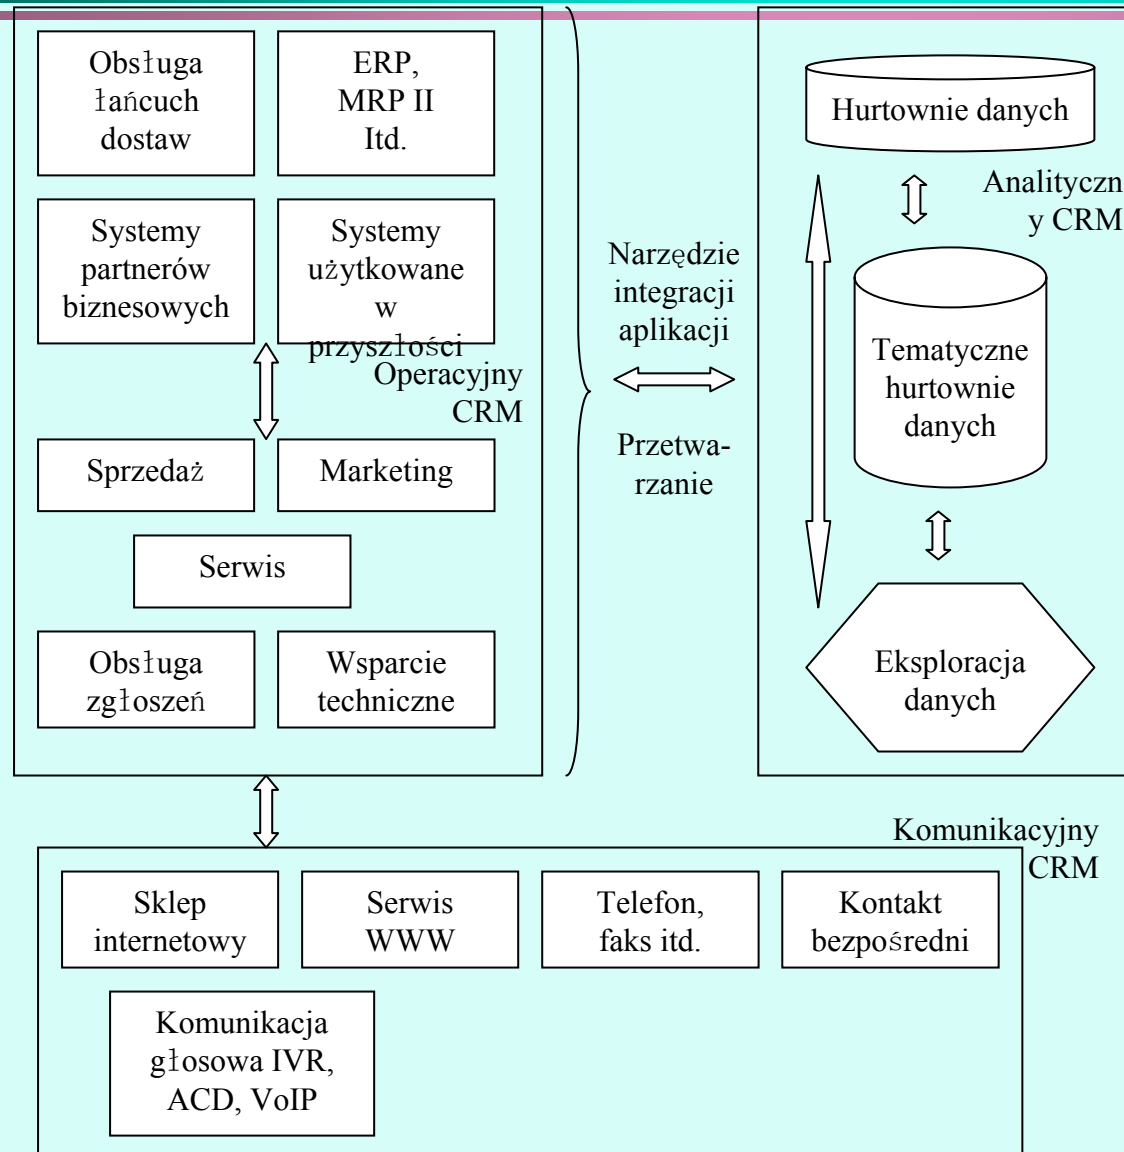 Obsługa
łańcuch
dostaw
ERP,
MRP II
Itd.
Systemy
partnerów
biznesowych
Systemy
użytkowane
w
przyszłości
Operacyjny
CRM
Sprzedaż
Marketing
Serwis
Obsługa
zgłoszeń
Wsparcie
techniczne
Narzędzie
integracji
aplikacji
Przetwa-
rzanie
Hurtownie danych
Analityczn
y CRM
Tematyczne
hurtownie
danych
Eksploracja
danych
Komunikacyjny
CRM
Sklep
internetowy
Serwis
WWW
Telefon,
faks itd.
Kontakt
bezpośredni
Komunikacja
głosowa IVR,
ACD, VoIP